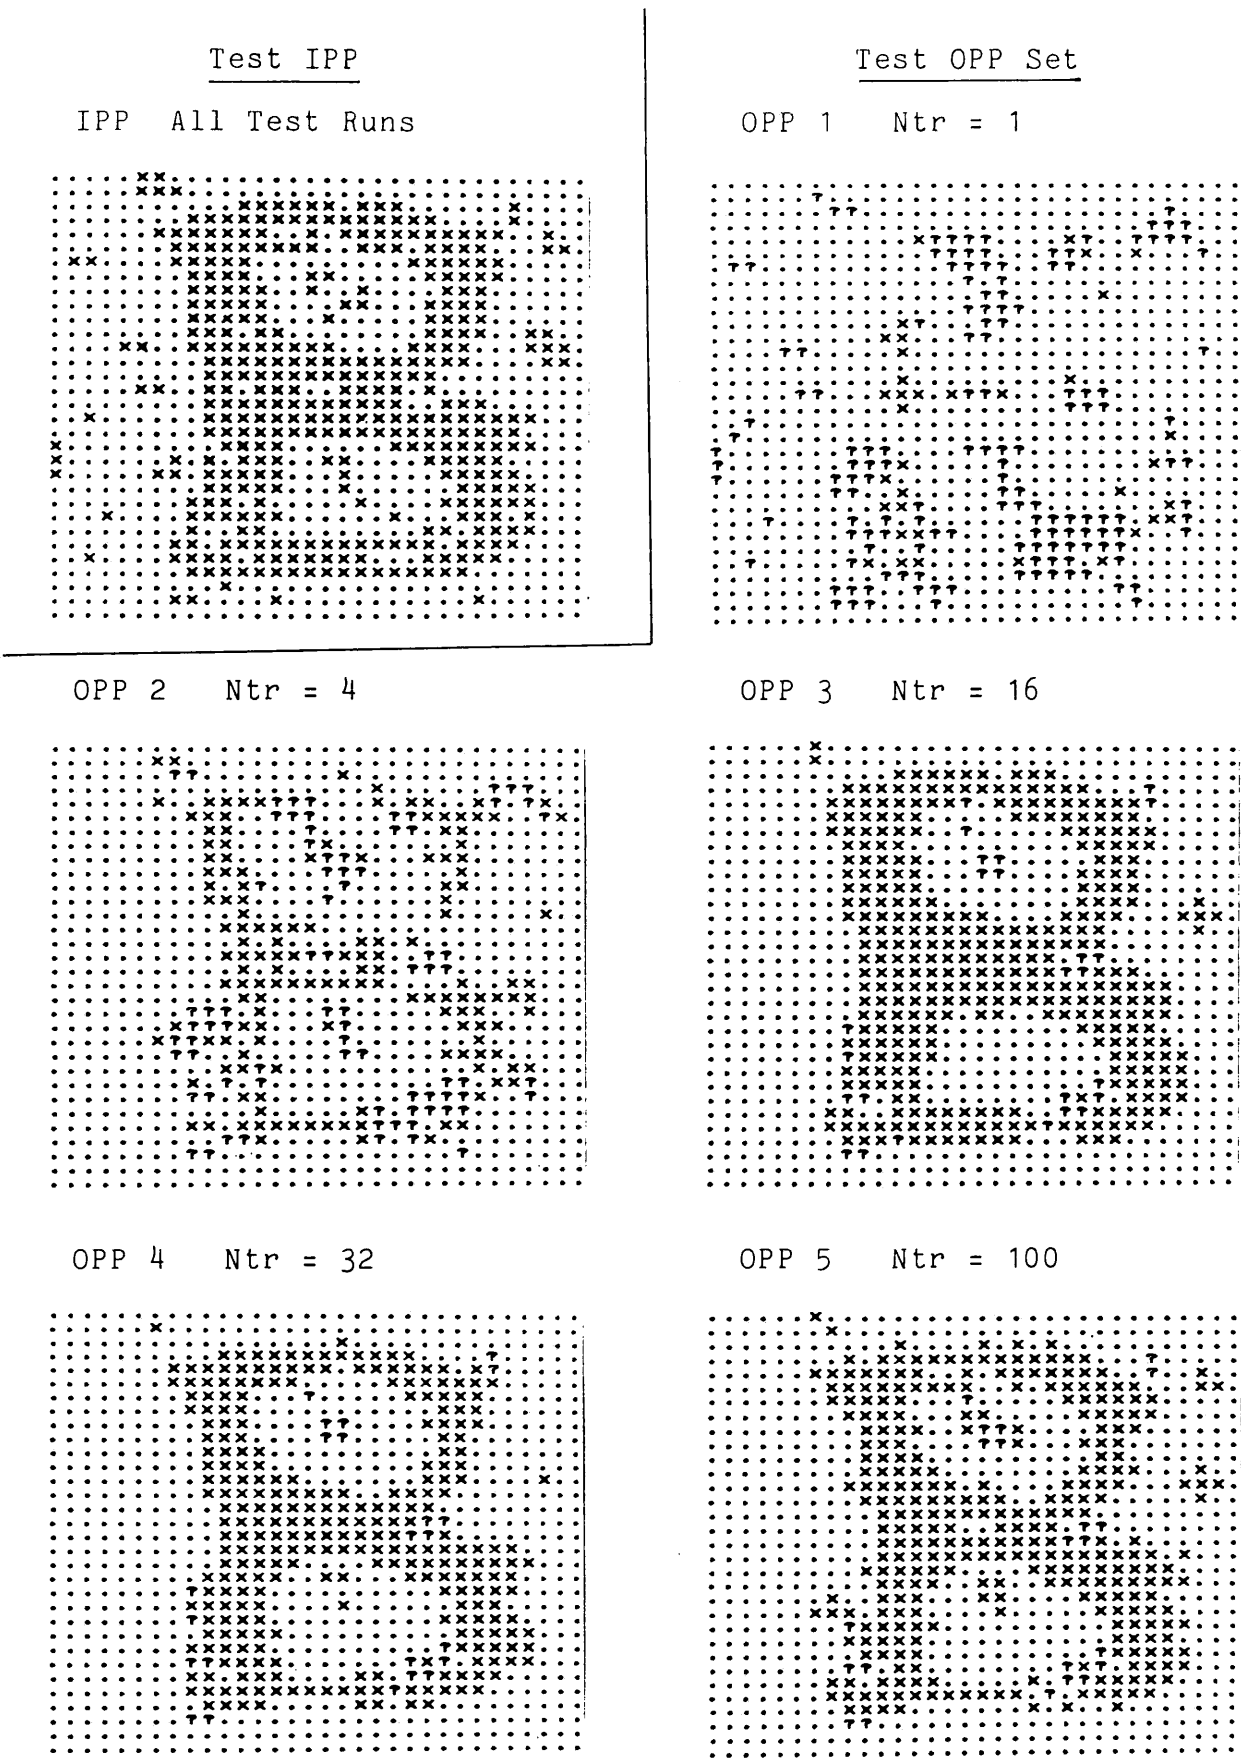 Test IPP
Test OPP Set
IPP All Test Runs
OPP 1 Ntr = 1
OPP 2 Ntr = 4
OPP 3 Ntr = 16
OPP 4 Ntr = 32
OPP 5 Ntr = 100